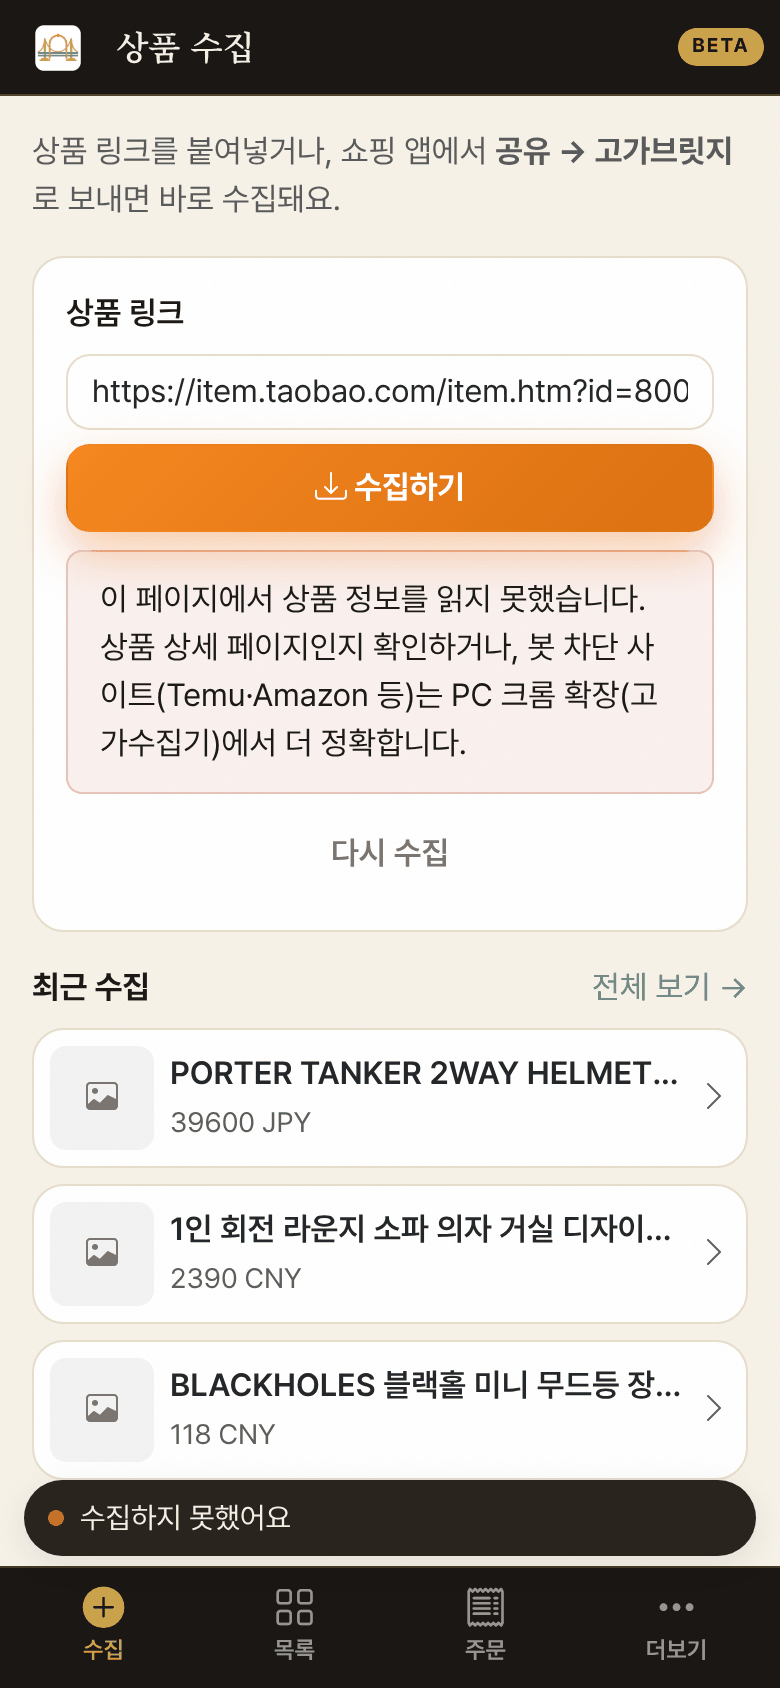 상품 수집
BETA
상품 링크를 붙여넣거나, 쇼핑 앱에서 공유 → 고가브릿지
로 보내면 바로 수집돼요.
상품 링크
https://item.taobao.com/item.htm?id=800
수집하기
이 페이지에서 상품 정보를 읽지 못했습니다.
상품 상세 페이지인지 확인하거나, 봇 차단 사
이트(Temu·Amazon 등)는 PC 크롬 확장(고
가수집기)에서 더 정확합니다.
다시 수집
최근 수집
전체 보기 →
PORTER TANKER 2WAY HELMET...
39600 JPY
1인 회전 라운지 소파 의자 거실 디자이...
2390 CNY
BLACKHOLES 블랙홀 미니 무드등 장...
118 CNY
수집하지 못했어요
수집
목록
주문
더보기